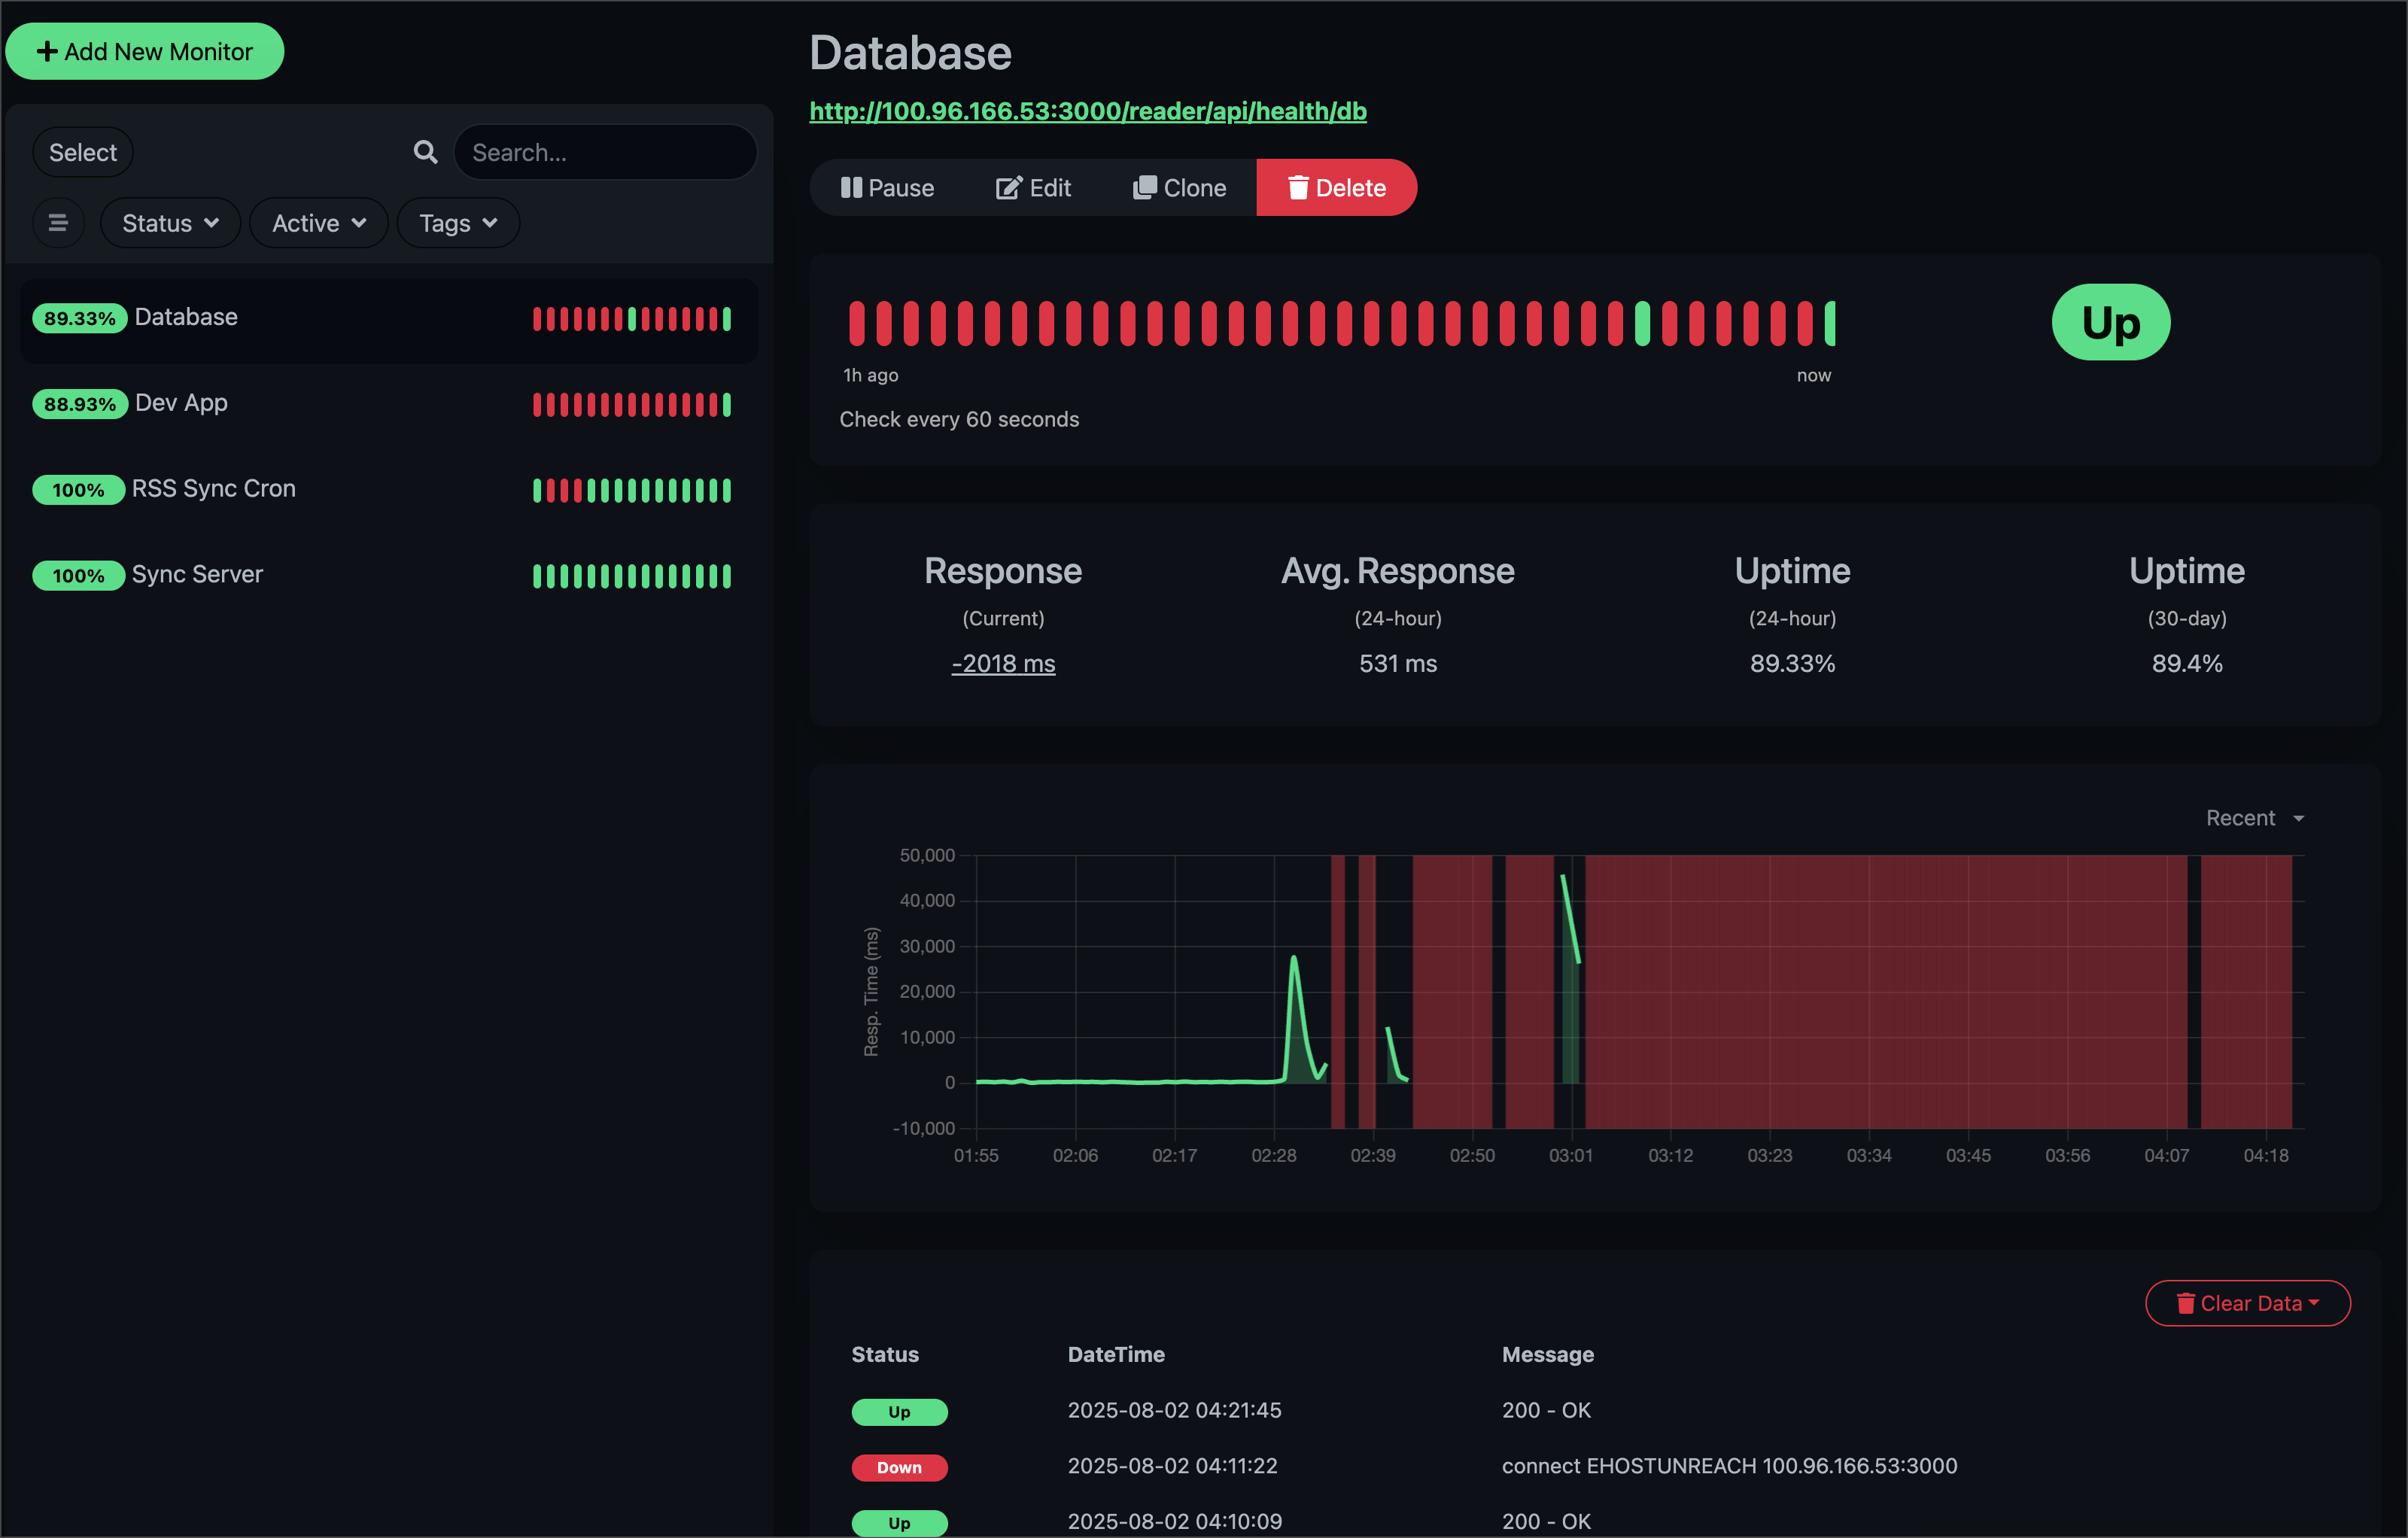 Add New Monitor
Select
Search...
Status
Active
Tags
89.33% Database
88.93% Dev App
100% RSS Sync Cron
100% Sync Server
Database
http://100.96.166.53:3000/reader/api/health/db
Pause Edit Clone Delete
Up
1h ago now
Check every 60 seconds
Response Avg. Response Uptime Uptime
(Current) (24-hour) (24-hour) (30-day)
-2018 ms 531 ms 89.33% 89.4%
Recent
Resp. Time (ms)
50,000
40,000
30,000
20,000
10,000
0
-10,000
01:55 02:06 02:17 02:28 02:39 02:50 03:01 03:12 03:23 03:34 03:45 03:56 04:07 04:18
Clear Data
Status DateTime Message
Up 2025-08-02 04:21:45 200 - OK
Down 2025-08-02 04:11:22 connect EHOSTUNREACH 100.96.166.53:3000
Up 2025-08-02 04:10:09 200 - OK